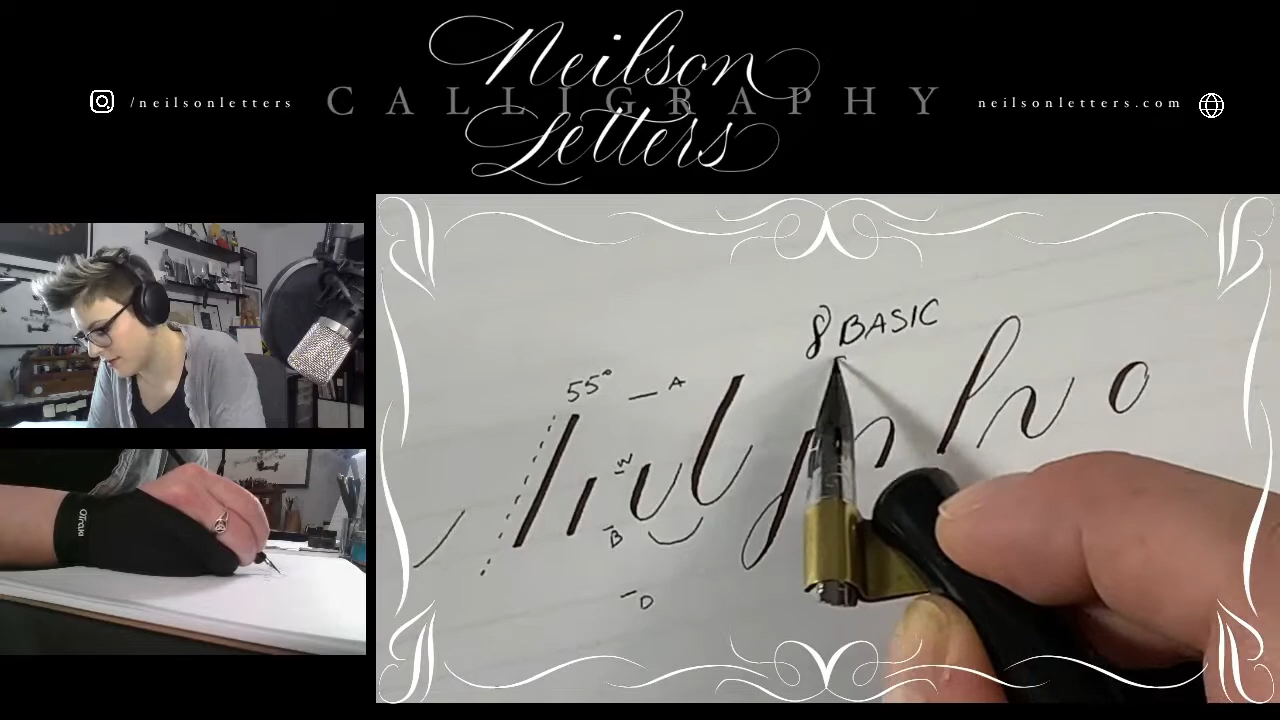 Neilson
CALLIGRAPHY
Letters
/neilsonletters
neilsonletters.com
8 BASIC
55°
A
W
B
D